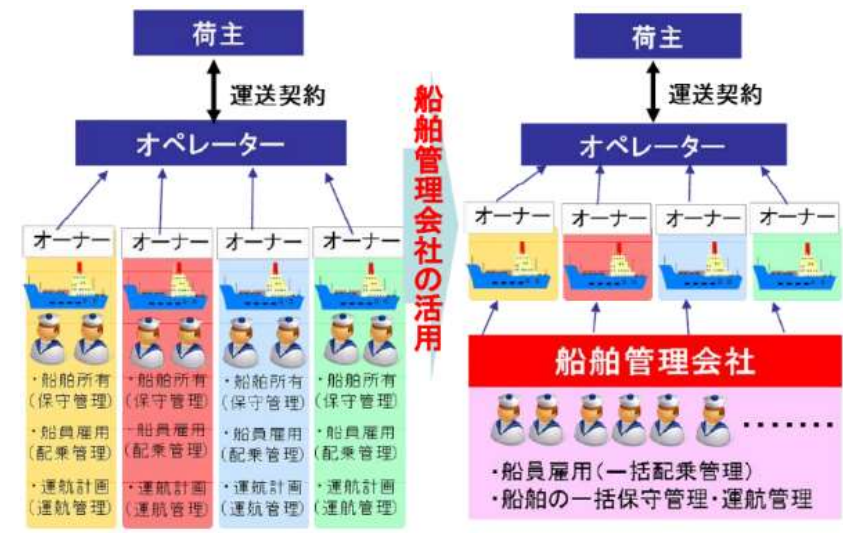 荷主
運送契約
オペレーター
オーナー
オーナー
オーナー
オーナー
・船舶所有
(保守管理)
・船員雇用
(配乗管理)
・運航計画
(運航管理)
・船舶所有
(保守管理)
・船員雇用
(配乗管理)
・運航計画
(運航管理)
・船舶所有
(保守管理)
・船員雇用
(配乗管理)
・運航計画
(運航管理)
・船舶所有
(保守管理)
・船員雇用
(配乗管理)
・運航計画
(運航管理)
船舶管理会社の活用
荷主
運送契約
オペレーター
オーナー
オーナー
オーナー
オーナー
船舶管理会社
・・・・・・・
・船員雇用(一括配乗管理)
・船舶の一括保守管理・運航管理